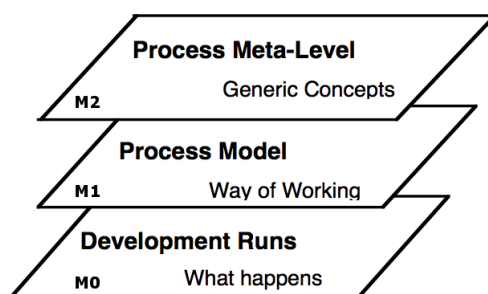 Process Meta-Level
Generic Concepts
M2
Process Model
M1
Way of Working
Development Runs
M0
What happens